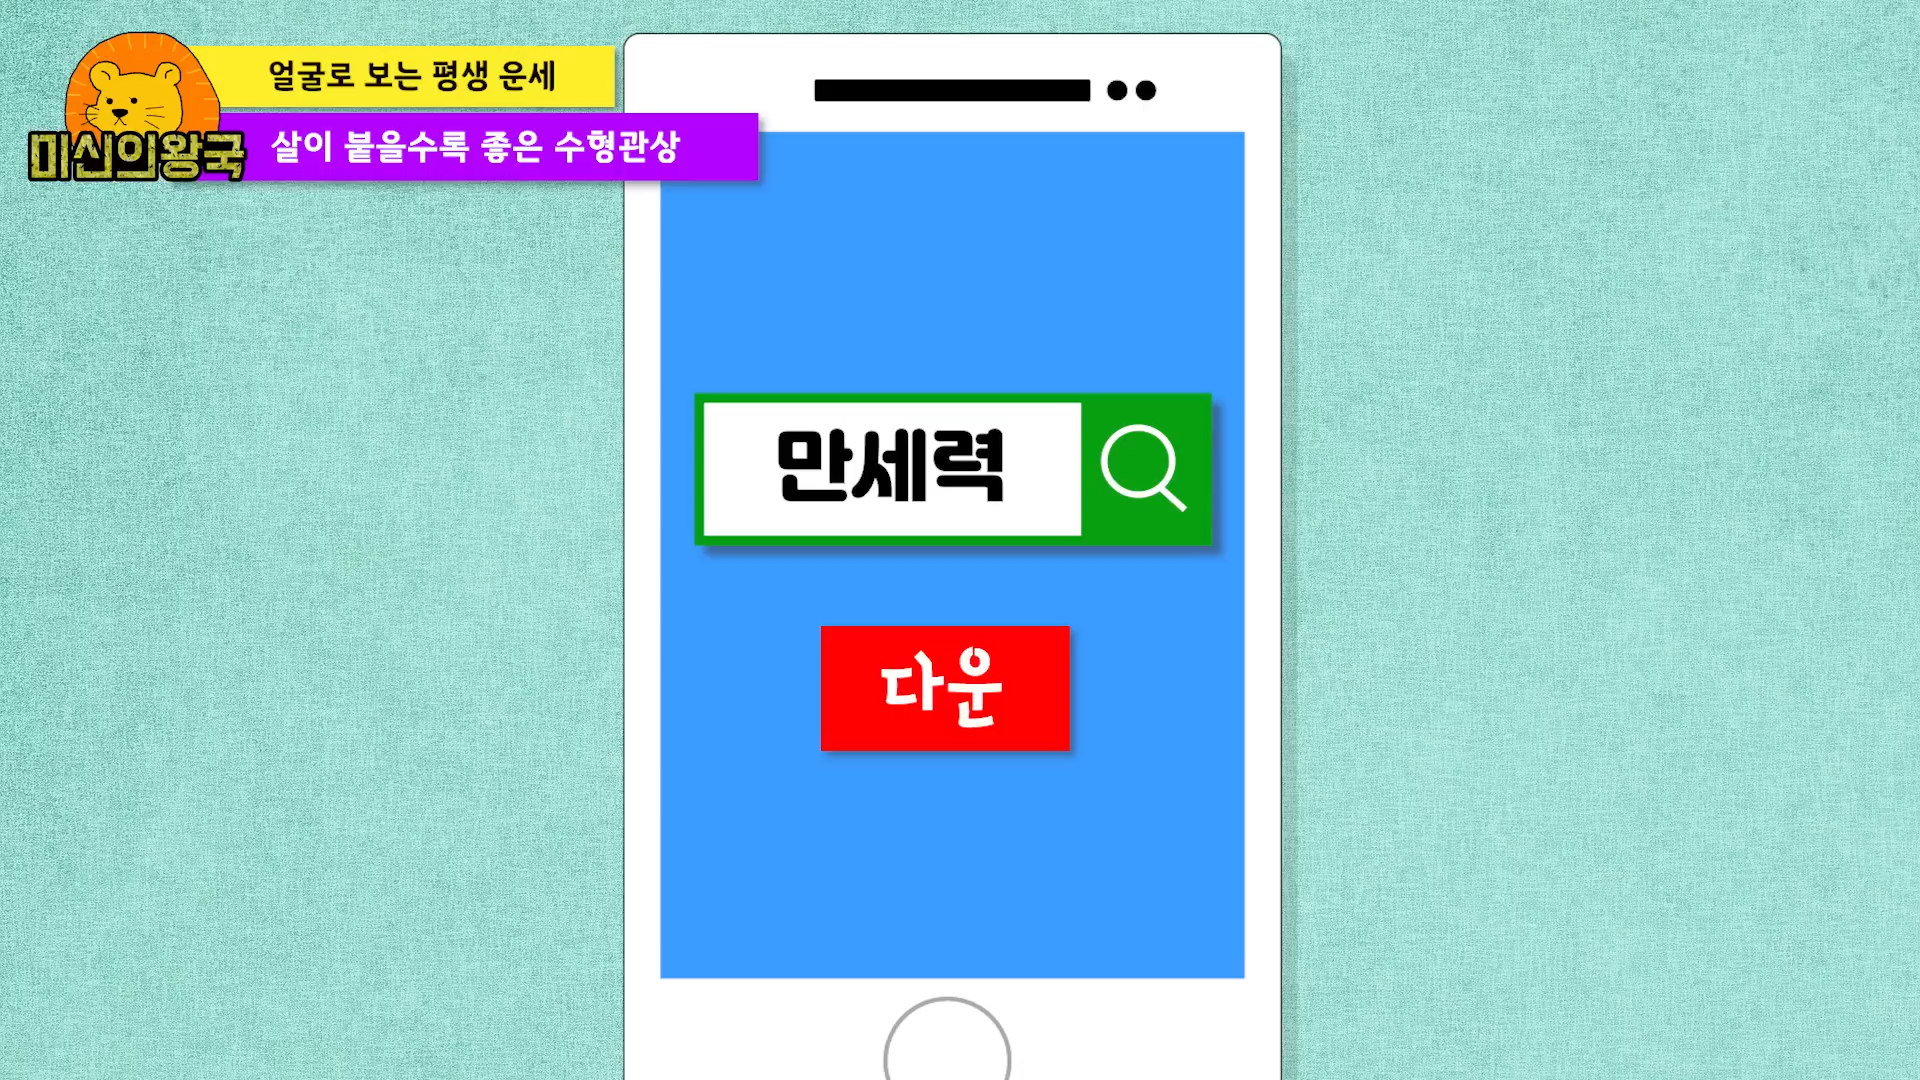 얼굴로 보는 평생 운세
살이 붙을수록 좋은 수형관상
미신의왕국
만세력
다운